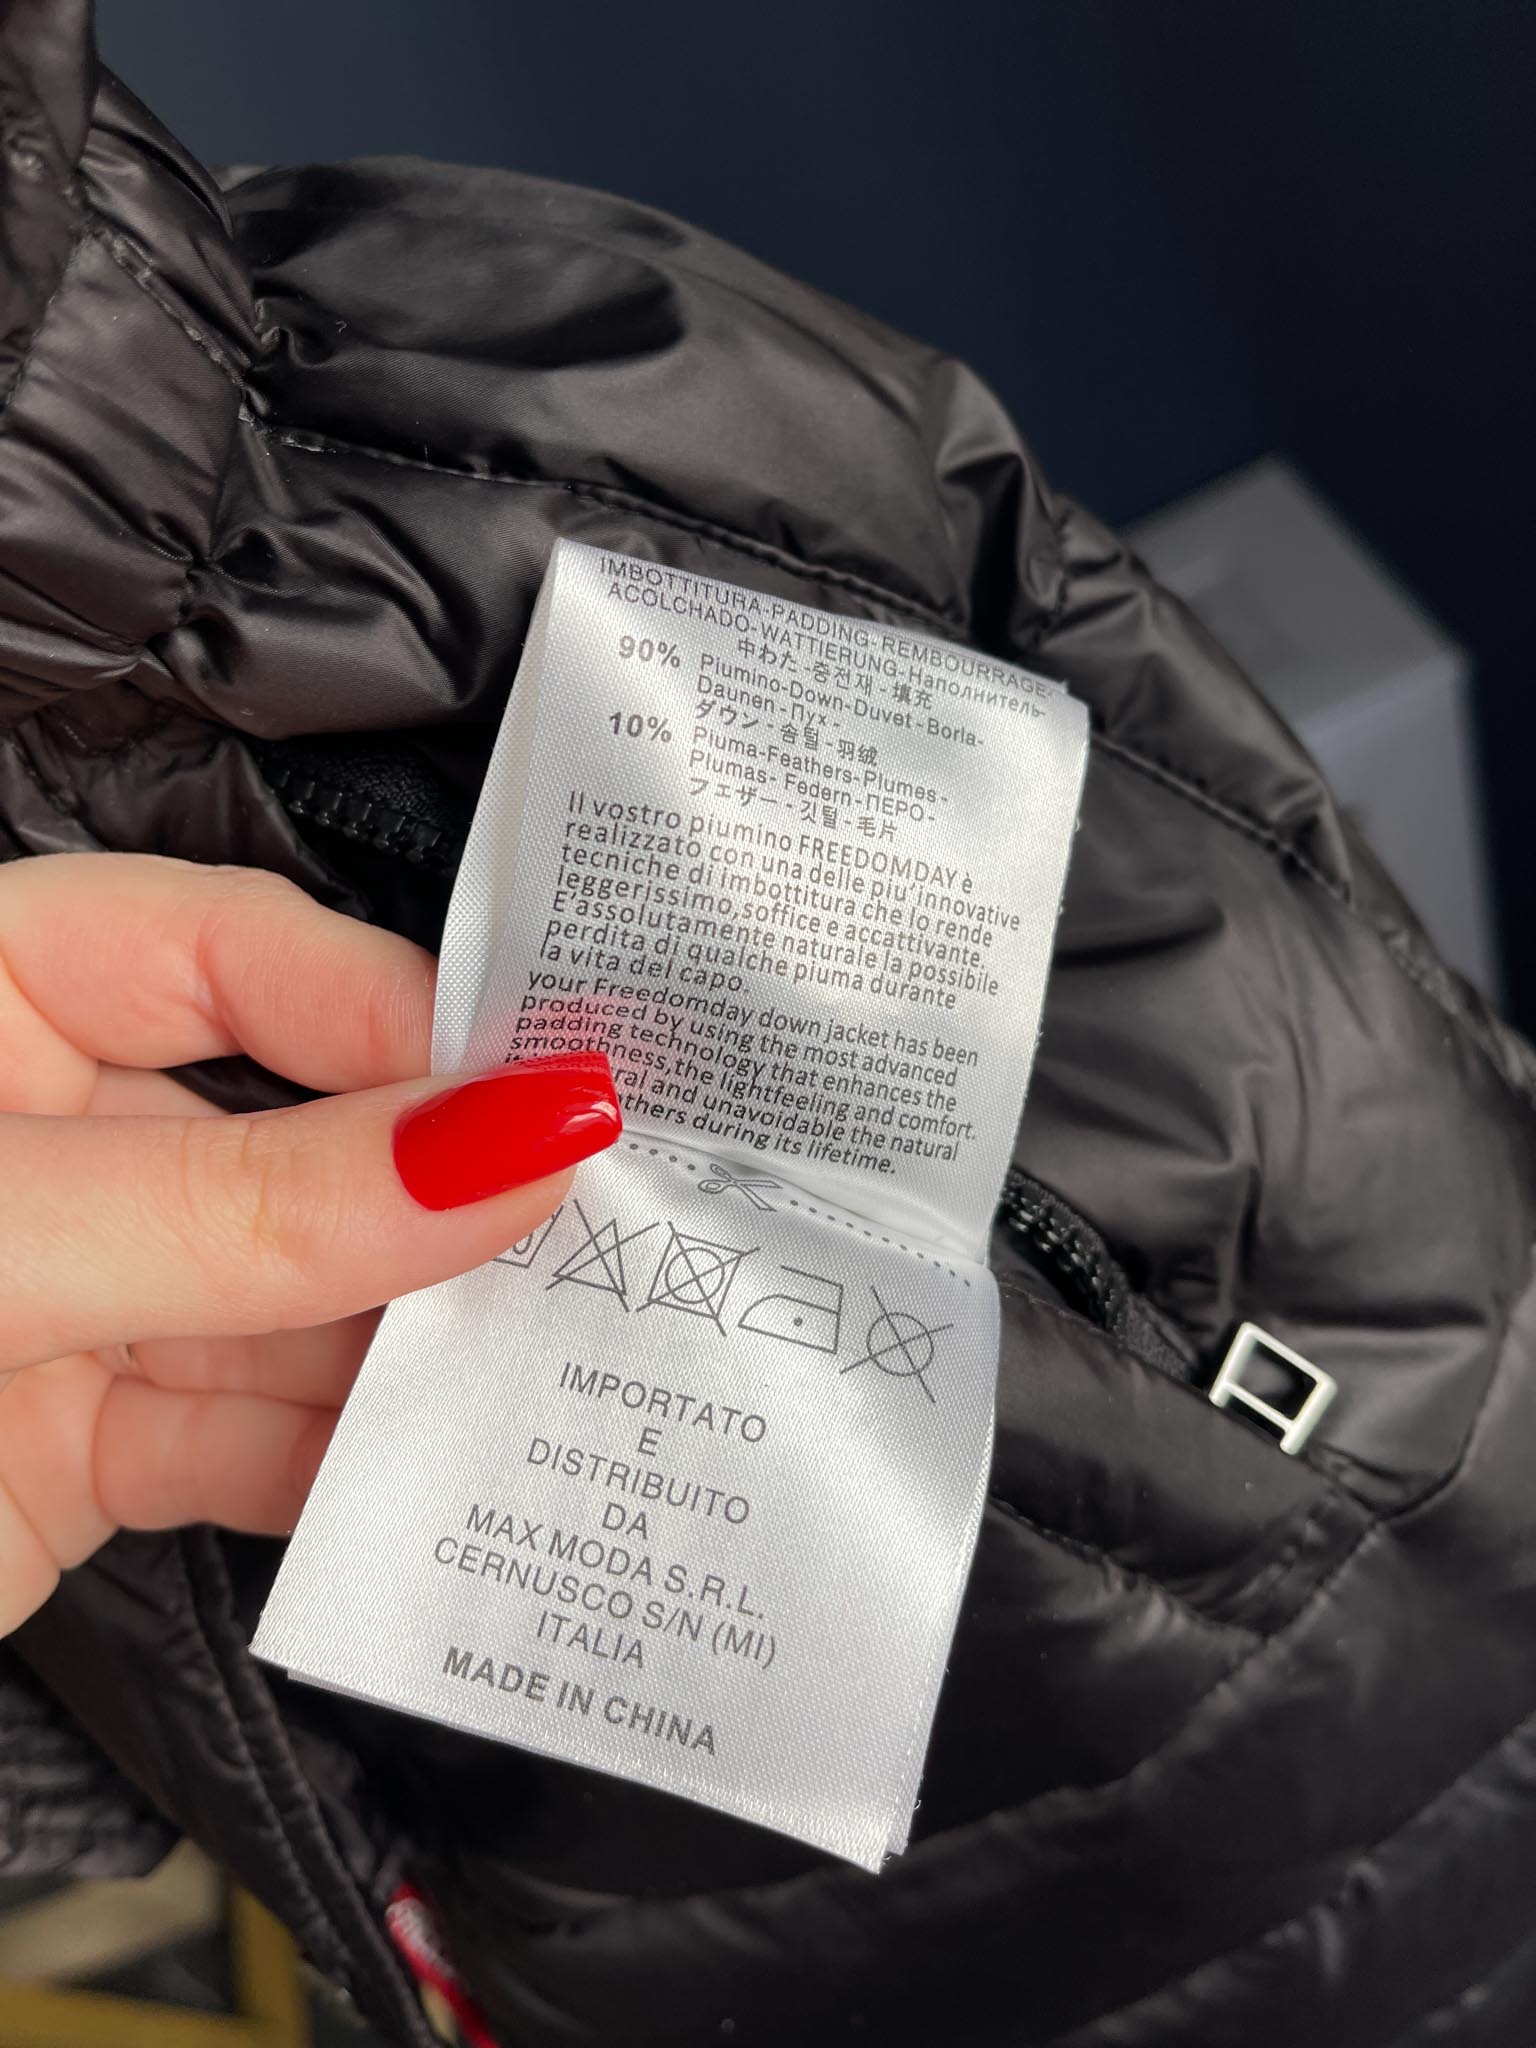 IMBOTTITURA-PADDING-REMBOURRAGE-
ACOLCHADO-WATTIERUNG-Наполнитель-
中わた-충전재-填充
90% Piumino-Down-Duvet-Borla-
Daunen-Пух-
ダウン-솜털-羽绒
10% Piuma-Feathers-Plumes-
Plumas- Federn-ПЕРО-
フェザー-깃털-毛片
Il vostro piumino FREEDOMDAY è
realizzato con una delle piu' innovative
tecniche di imbottitura che lo rende
leggerissimo,soffice e accattivante.
E'assolutamente naturale la possibile
perdita di qualche piuma durante
la vita del capo.
your Freedomday down jacket has been
produced by using the most advanced
padding technology that enhances the
smoothness,the lightfeeling and comfort.
and unavoidable the natural
during its lifetime.
IMPORTATO
E
DISTRIBUITO
DA
MAX MODA S.R.L.
CERNUSCO S/N (MI)
ITALIA
MADE IN CHINA